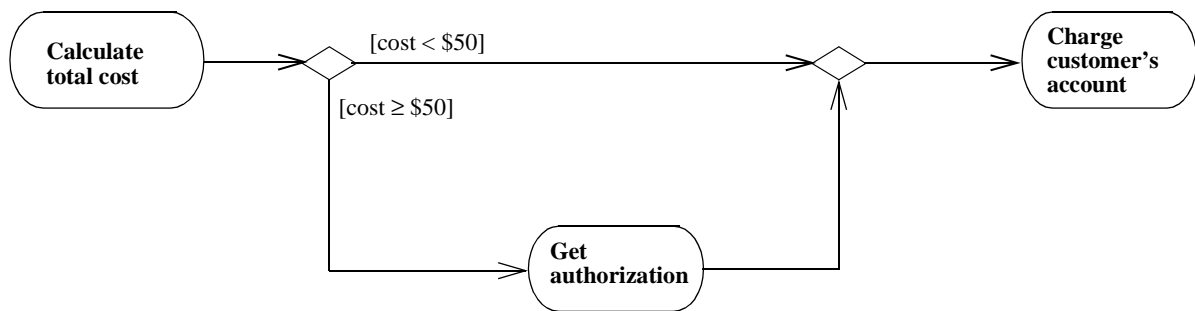 Calculate
total cost
[cost < $50]
[cost ≥ $50]
Get
authorization
Charge
customer’s
account